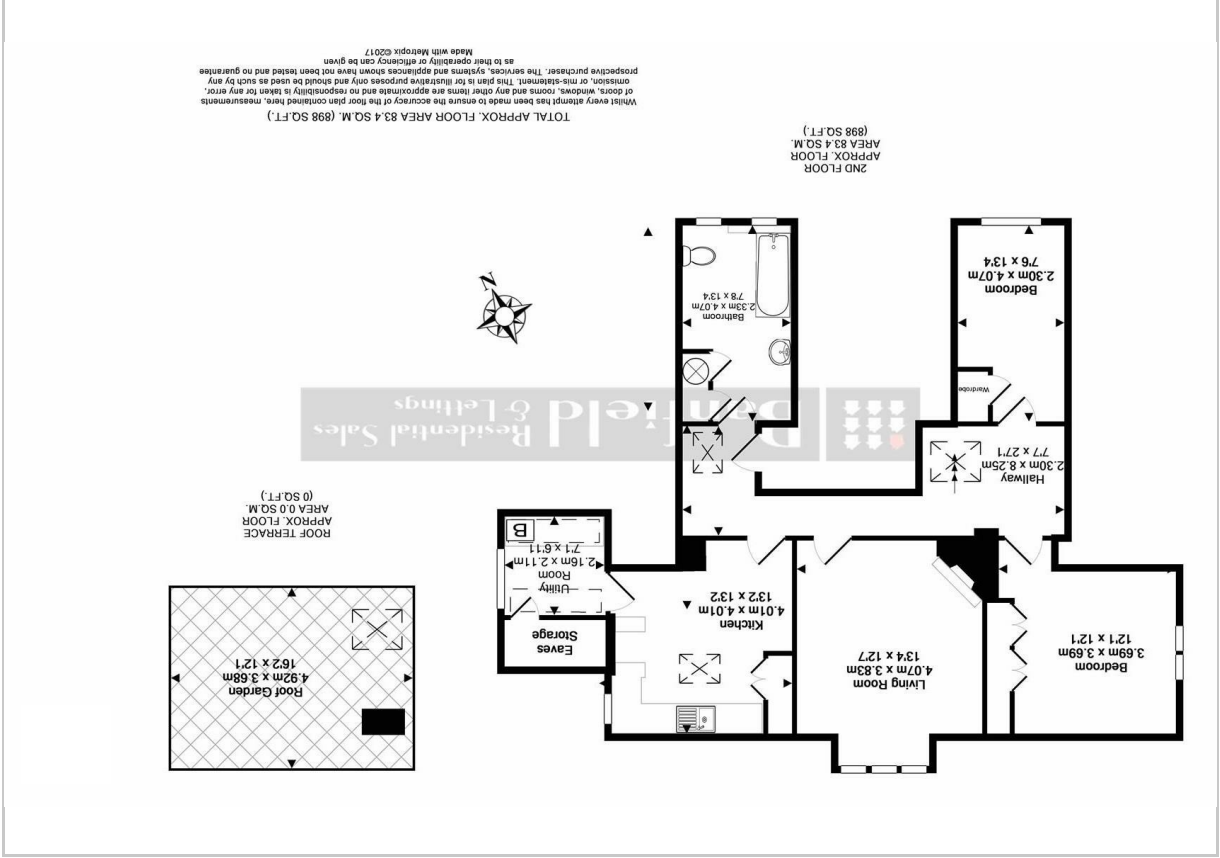 Bedroom
3.69m x 3.69m
12'1 x 12'1
Living Room
4.07m x 3.83m
13'4 x 12'7
Kitchen
4.01m x 4.01m
13'2 x 13'2
Eaves
Storage
Utility
Room
2.16m x 2.11m
7'1 x 6'11
B
Roof Garden
4.92m x 3.68m
16'2 x 12'1
ROOF TERRACE
APPROX. FLOOR
AREA 0.0 SQ.M.
(0 SQ.FT.)
Hallway
2.30m x 8.25m
7'7 x 27'1
Residential Sales
& Lettings
Wardrobe
Bedroom
2.30m x 4.07m
7'6 x 13'4
Bathroom
2.33m x 4.07m
7'8 x 13'4
N
2ND FLOOR
APPROX. FLOOR
AREA 83.4 SQ.M.
(898 SQ.FT.)
TOTAL APPROX. FLOOR AREA 83.4 SQ.M. (898 SQ.FT.)
Whilst every attempt has been made to ensure the accuracy of the floor plan contained here, measurements
of doors, windows, rooms and any other items are approximate and no responsibility is taken for any error,
omission, or mis-statement. This plan is for illustrative purposes only and should be used as such by any
prospective purchaser. The services, systems and appliances shown have not been tested and no guarantee
as to their operability or efficiency can be given
Made with Metropix ©2017